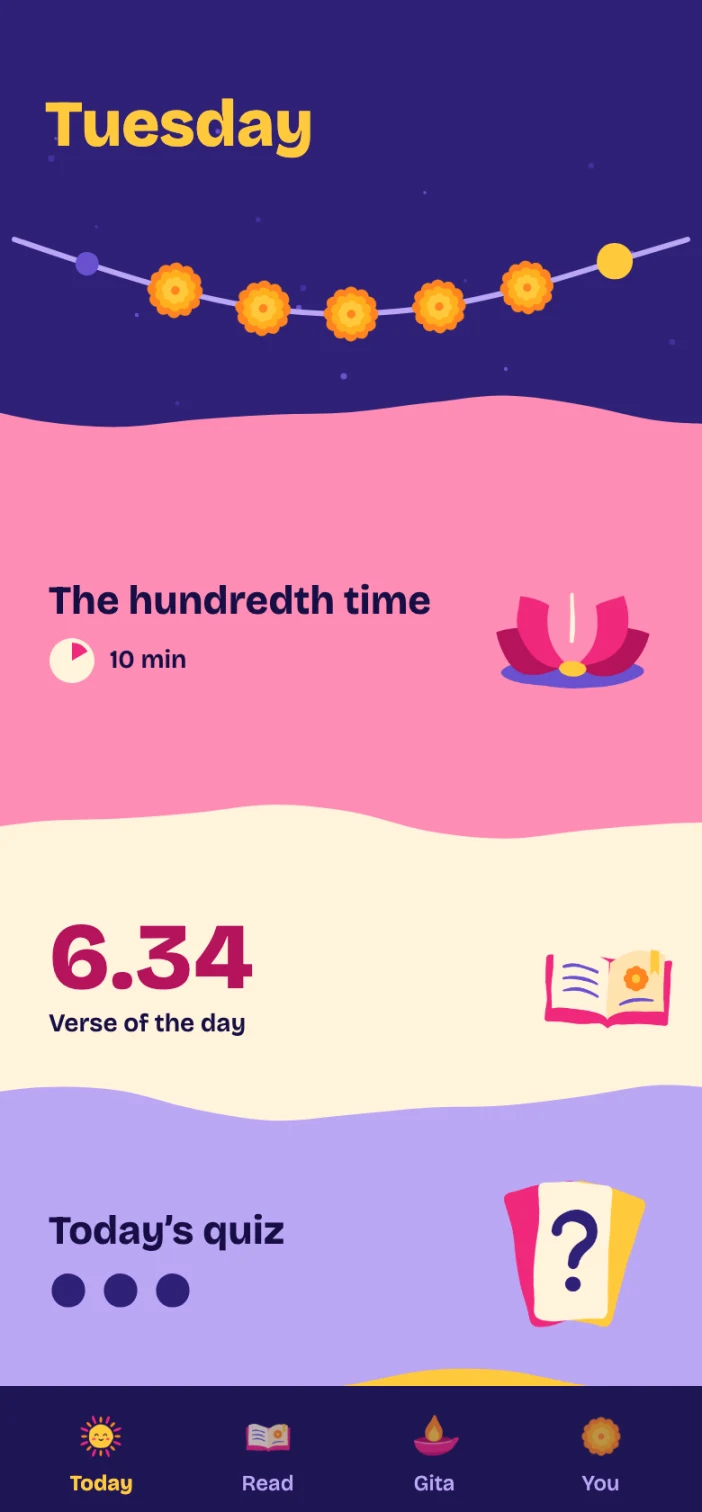 Tuesday
The hundredth time
10 min
6.34
Verse of the day
Today’s quiz
?
Today
Read
Gita
You